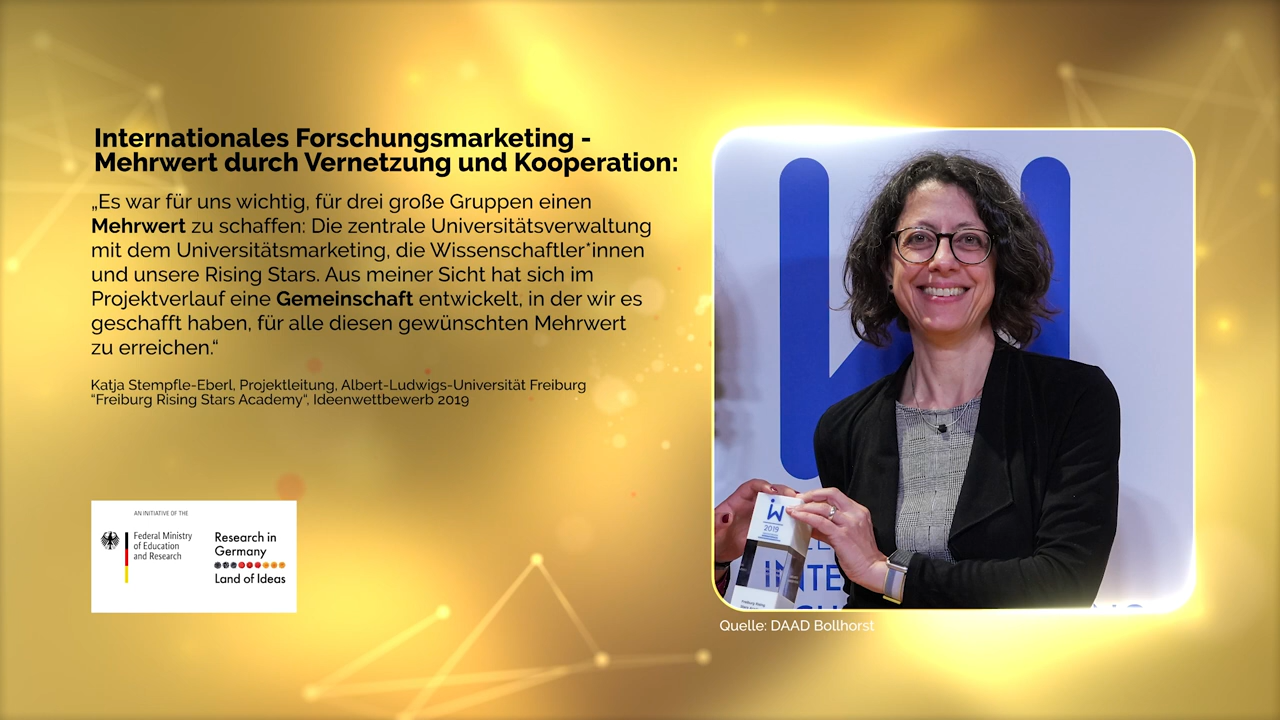 Internationales Forschungsmarketing -
Mehrwert durch Vernetzung und Kooperation:
„Es war für uns wichtig, für drei große Gruppen einen
Mehrwert zu schaffen: Die zentrale Universitätsverwaltung
mit dem Universitätsmarketing, die Wissenschaftler*innen
und unsere Rising Stars. Aus meiner Sicht hat sich im
Projektverlauf eine Gemeinschaft entwickelt, in der wir es
geschafft haben, für alle diesen gewünschten Mehrwert
zu erreichen.“
Katja Stempfle-Eberl, Projektleitung, Albert-Ludwigs-Universität Freiburg
“Freiburg Rising Stars Academy“, Ideenwettbewerb 2019
AN INITIATIVE OF THE
Federal Ministry
of Education
and Research
Research in
Germany
Land of Ideas
iW
2019
Quelle: DAAD Bollhorst